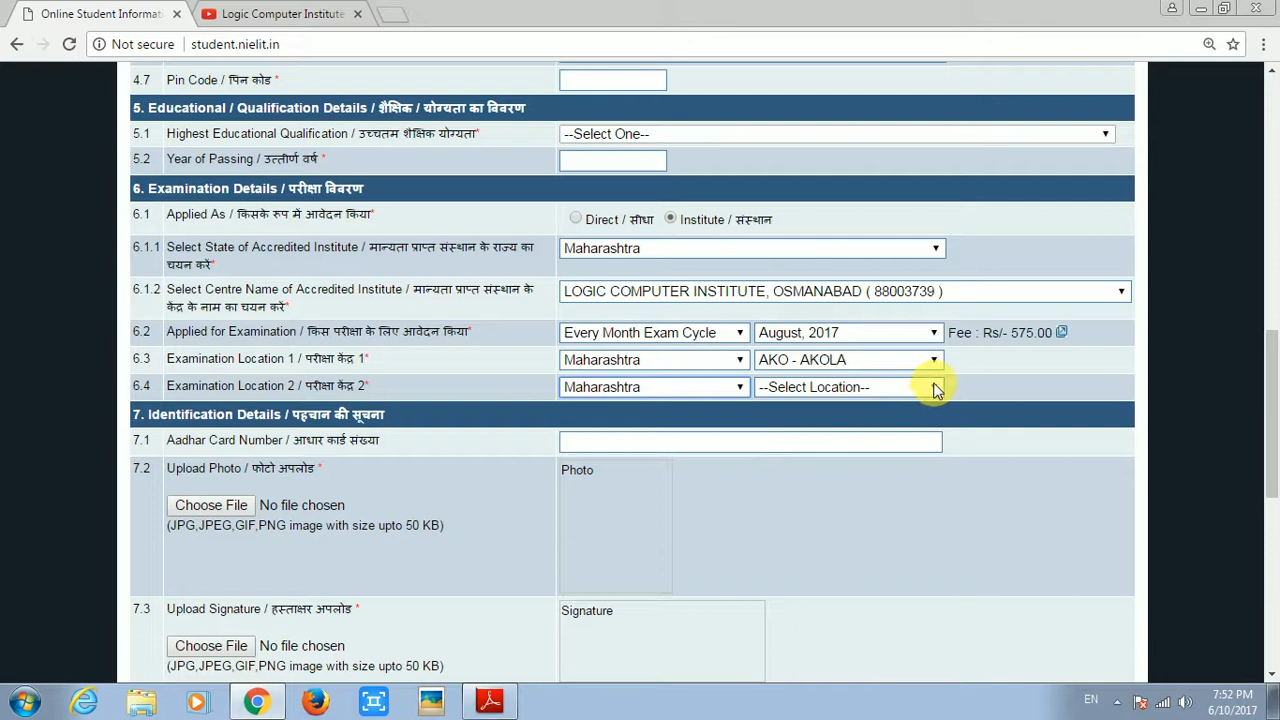 Online Student Informati
Logic Computer Institute
Not secure
student.nielit.in
4.7 Pin Code / पिन कोड *
5. Educational / Qualification Details / शैक्षिक / योग्यता का विवरण
5.1 Highest Educational Qualification / उच्चतम शैक्षिक योग्यता* --Select One--
5.2 Year of Passing / उत्तीर्ण वर्ष *
6. Examination Details / परीक्षा विवरण
6.1 Applied As / किसके रुप में आवेदन किया* Direct / सीधा Institute / संस्थान
6.1.1 Select State of Accredited Institute / मान्यता प्राप्त संस्थान के राज्य का Maharashtra
चयन करें*
6.1.2 Select Centre Name of Accredited Institute / मान्यता प्राप्त संस्थान के LOGIC COMPUTER INSTITUTE, OSMANABAD ( 88003739 )
केंद्र के नाम का चयन करें*
6.2 Applied for Examination / किस परीक्षा के लिए आवेदन किया* Every Month Exam Cycle August, 2017 Fee : Rs/- 575.00
6.3 Examination Location 1 / परीक्षा केंद्र 1* Maharashtra AKO - AKOLA
6.4 Examination Location 2 / परीक्षा केंद्र 2* Maharashtra --Select Location--
7. Identification Details / पहचान की सूचना
7.1 Aadhar Card Number / आधार कार्ड संख्या
7.2 Upload Photo / फोटो अपलोड * Photo
Choose File No file chosen
(JPG,JPEG,GIF,PNG image with size upto 50 KB)
7.3 Upload Signature / हस्ताक्षर अपलोड * Signature
Choose File No file chosen
(JPG,JPEG,GIF,PNG image with size upto 50 KB)
EN
7:52 PM
6/10/2017